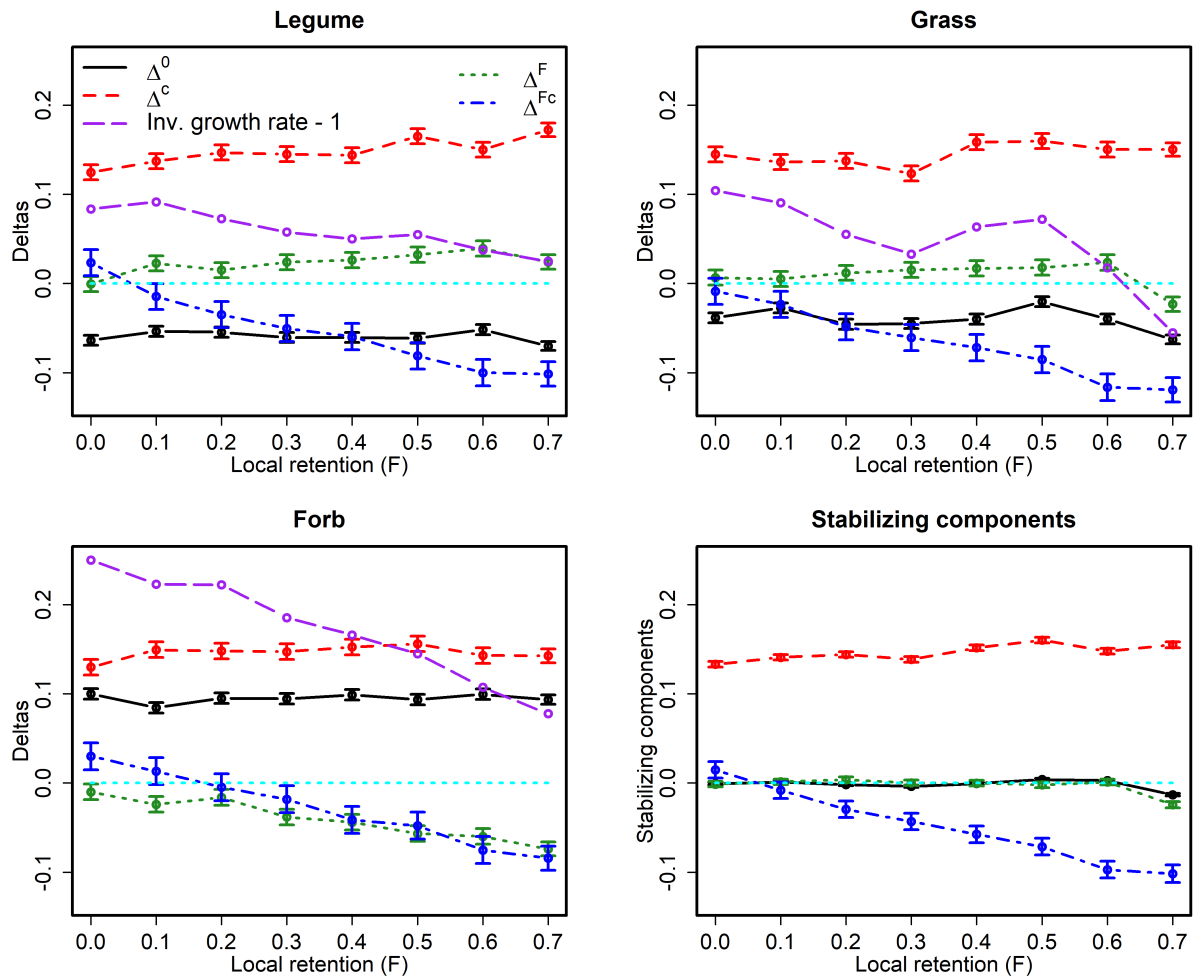 Legume
Δ0
Δc
Inv. growth rate - 1
ΔF
ΔFc
Deltas
-0.1 0.0 0.1 0.2
0.0 0.1 0.2 0.3 0.4 0.5 0.6 0.7
Local retention (F)
Grass
Deltas
-0.1 0.0 0.1 0.2
0.0 0.1 0.2 0.3 0.4 0.5 0.6 0.7
Local retention (F)
Forb
Deltas
-0.1 0.0 0.1 0.2
0.0 0.1 0.2 0.3 0.4 0.5 0.6 0.7
Local retention (F)
Stabilizing components
Stabilizing components
-0.1 0.0 0.1 0.2
0.0 0.1 0.2 0.3 0.4 0.5 0.6 0.7
Local retention (F)